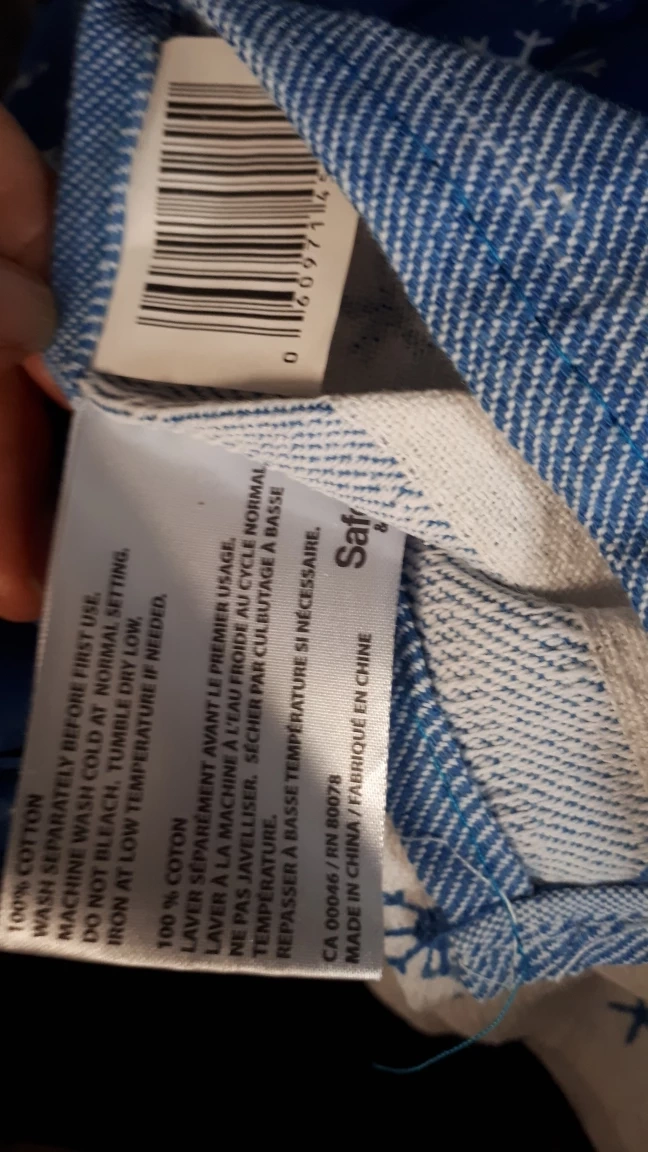 0 609714
100% COTTON
WASH SEPARATELY BEFORE FIRST USE.
MACHINE WASH COLD AT NORMAL SETTING.
DO NOT BLEACH, TUMBLE DRY LOW.
IRON AT LOW TEMPERATURE IF NEEDED.
100 % COTON
LAVER SÉPARÉMENT AVANT LE PREMIER USAGE.
LAVER À LA MACHINE À L'EAU FROIDE AU CYCLE NORMAL
NE PAS JAVELLISER. SÉCHER PAR CULBUTAGE À BASSE
TEMPÉRATURE.
REPASSER À BASSE TEMPÉRATURE SI NÉCESSAIRE.
CA 00046 / RN 80078
MADE IN CHINA / FABRIQUÉ EN CHINE
&